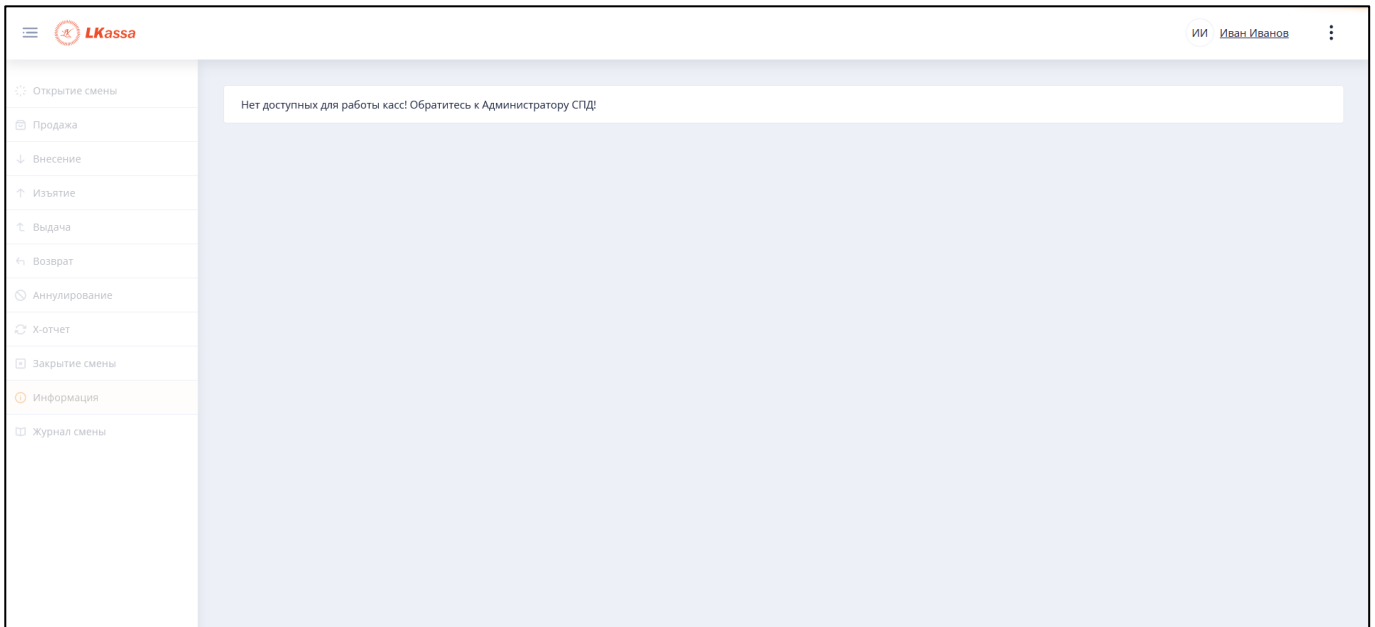 LKassa
ИИ Иван Иванов
Открытие смены
Нет доступных для работы касс! Обратитесь к Администратору СПД!
Продажа
Внесение
Изъятие
Выдача
Возврат
Аннулирование
X-отчет
Закрытие смены
Информация
Журнал смены